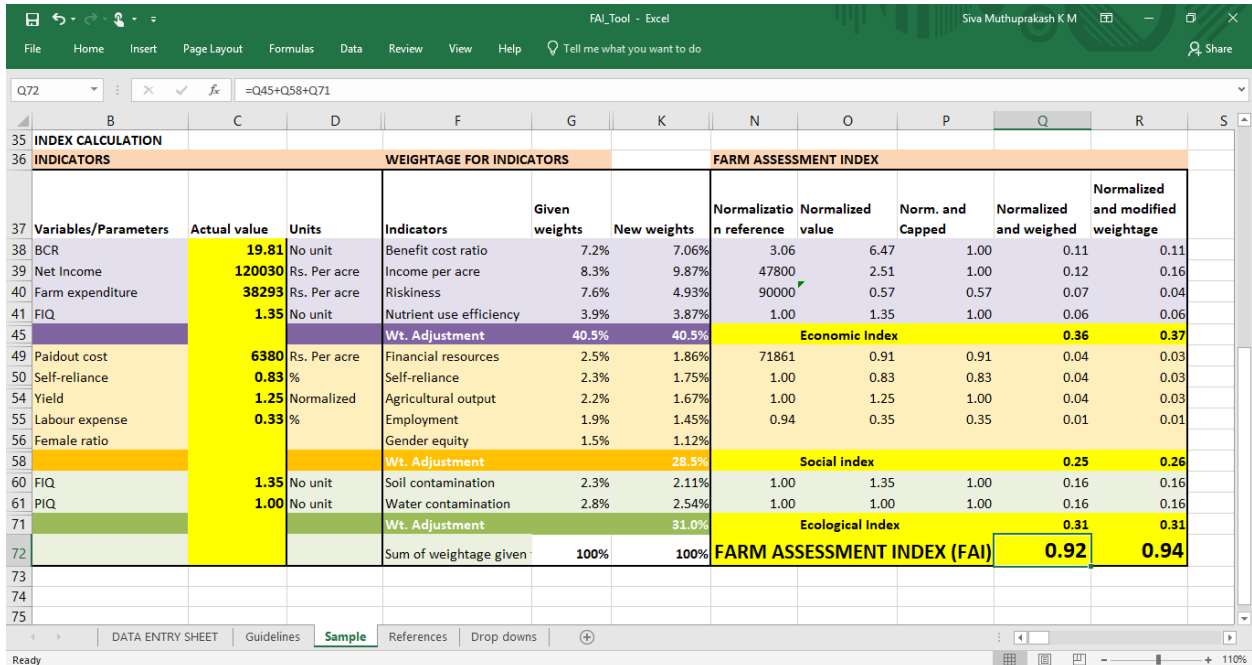 FAI_Tool - Excel
Siva Muthuprakash K M
File Home Insert Page Layout Formulas Data Review View Help Tell me what you want to do Share
Q72 fx =Q45+Q58+Q71
B C D F G K N O P Q R S
35 INDEX CALCULATION
36 INDICATORS WEIGHTAGE FOR INDICATORS FARM ASSESSMENT INDEX
37 Variables/Parameters Actual value Units Indicators Given weights New weights Normalizatio n reference Normalized value Norm. and Capped Normalized and weighed Normalized and modified weightage
38 BCR 19.81 No unit Benefit cost ratio 7.2% 7.06% 3.06 6.47 1.00 0.11 0.11
39 Net Income 120030 Rs. Per acre Income per acre 8.3% 9.87% 47800 2.51 1.00 0.12 0.16
40 Farm expenditure 38293 Rs. Per acre Riskiness 7.6% 4.93% 90000 0.57 0.57 0.07 0.04
41 FIQ 1.35 No unit Nutrient use efficiency 3.9% 3.87% 1.00 1.35 1.00 0.06 0.06
45 Wt. Adjustment 40.5% 40.5% Economic Index 0.36 0.37
49 Paidout cost 6380 Rs. Per acre Financial resources 2.5% 1.86% 71861 0.91 0.91 0.04 0.03
50 Self-reliance 0.83 % Self-reliance 2.3% 1.75% 1.00 0.83 0.83 0.04 0.03
54 Yield 1.25 Normalized Agricultural output 2.2% 1.67% 1.00 1.25 1.00 0.04 0.03
55 Labour expense 0.33 % Employment 1.9% 1.45% 0.94 0.35 0.35 0.01 0.01
56 Female ratio Gender equity 1.5% 1.12%
58 Wt. Adjustment 28.5% Social index 0.25 0.26
60 FIQ 1.35 No unit Soil contamination 2.3% 2.11% 1.00 1.35 1.00 0.16 0.16
61 PIQ 1.00 No unit Water contamination 2.8% 2.54% 1.00 1.00 1.00 0.16 0.16
71 Wt. Adjustment 31.0% Ecological Index 0.31 0.31
72 Sum of weightage given 100% 100% FARM ASSESSMENT INDEX (FAI) 0.92 0.94
73
74
75
DATA ENTRY SHEET Guidelines Sample References Drop downs
Ready 110%